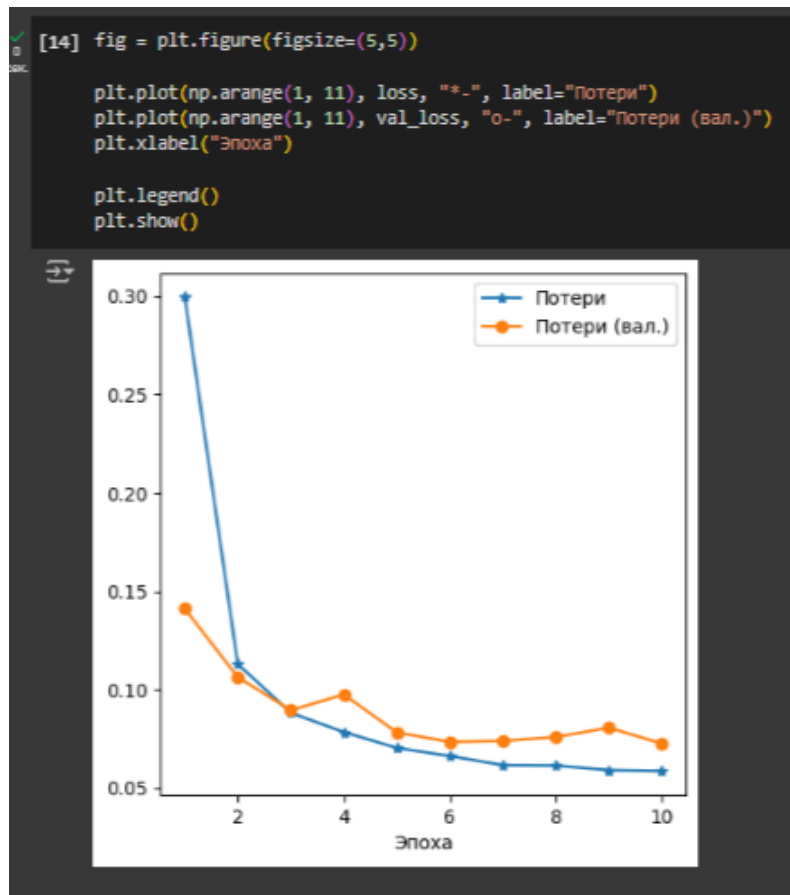 [14] fig = plt.figure(figsize=(5,5))
0
сек.
plt.plot(np.arange(1, 11), loss, "*-", label="Потери")
plt.plot(np.arange(1, 11), val_loss, "o-", label="Потери (вал.)")
plt.xlabel("Эпоха")
plt.legend()
plt.show()
Потери
Потери (вал.)
0.30
0.25
0.20
0.15
0.10
0.05
2 4 6 8 10
Эпоха